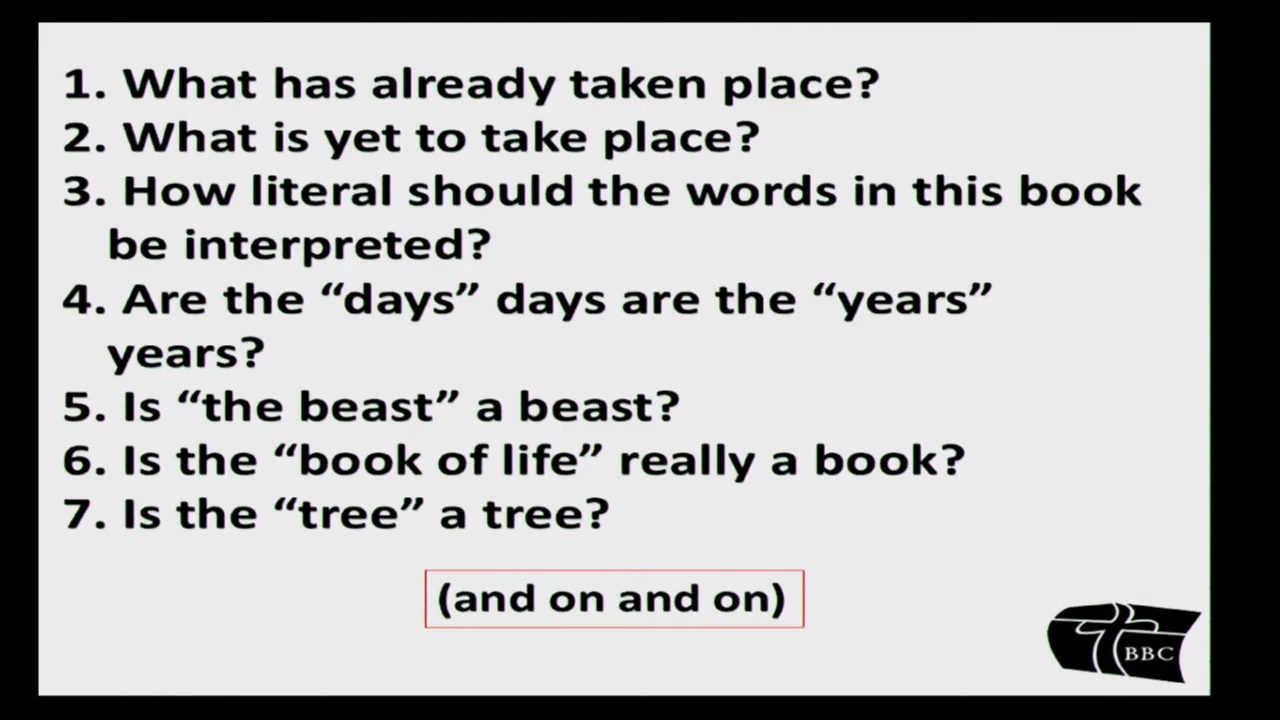 1. What has already taken place?
2. What is yet to take place?
3. How literal should the words in this book
be interpreted?
4. Are the “days” days are the “years”
years?
5. Is “the beast” a beast?
6. Is the “book of life” really a book?
7. Is the “tree” a tree?
(and on and on)
BBC